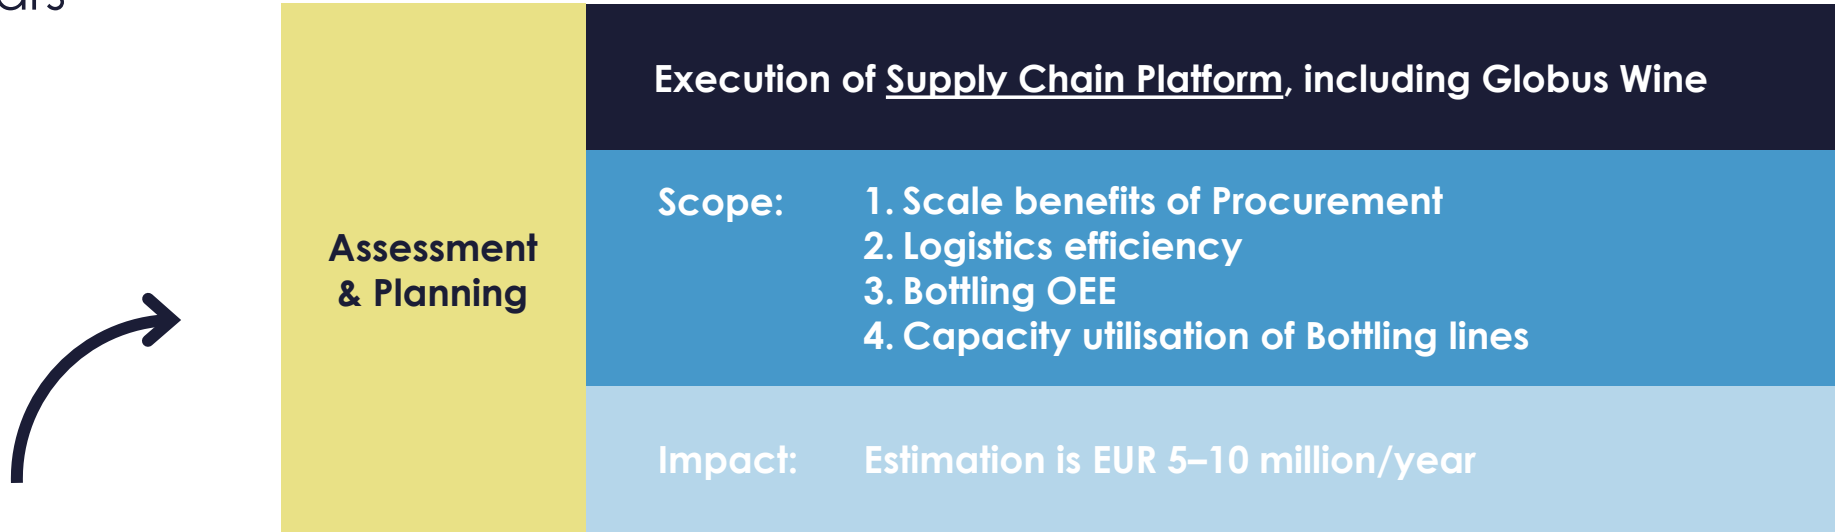 Assessment
& Planning
Execution of Supply Chain Platform, including Globus Wine
Scope:
1. Scale benefits of Procurement
2. Logistics efficiency
3. Bottling OEE
4. Capacity utilisation of Bottling lines
Impact:
Estimation is EUR 5–10 million/year